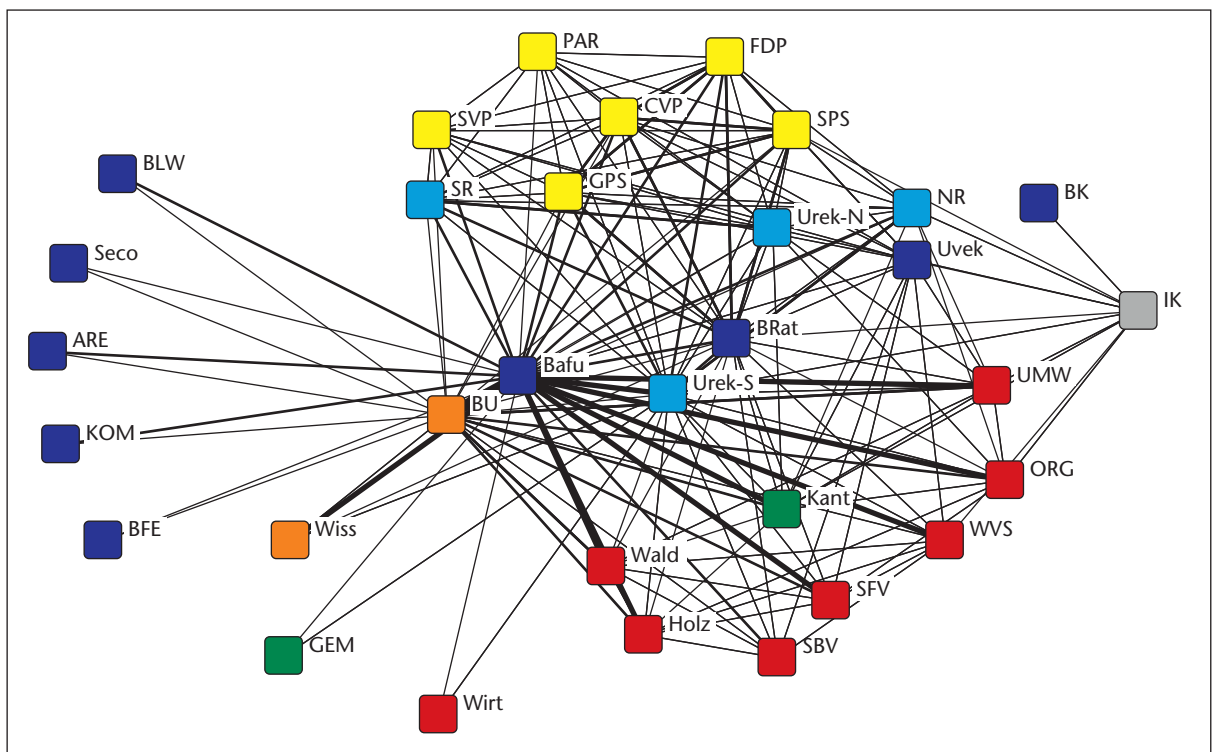 PAR
FDP
SVP
CVP
SPS
BLW
SR
GPS
Urek-N
NR
BK
Seco
Uvek
IK
BRat
ARE
Bafu
Urek-S
UMW
BU
KOM
ORG
Kant
BFE
Wiss
WVS
Wald
SFV
GEM
Holz
SBV
Wirt